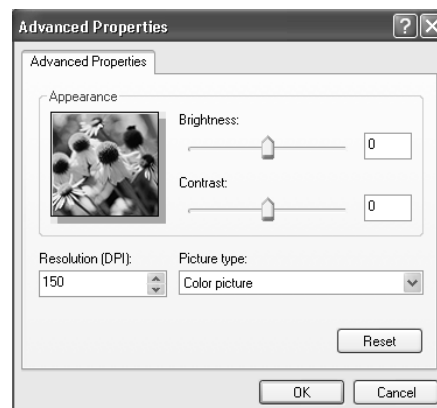 Advanced Properties
Advanced Properties
Appearance
Brightness:
0
Contrast:
0
Resolution (DPI):
150
Picture type:
Color picture
Reset
OK
Cancel